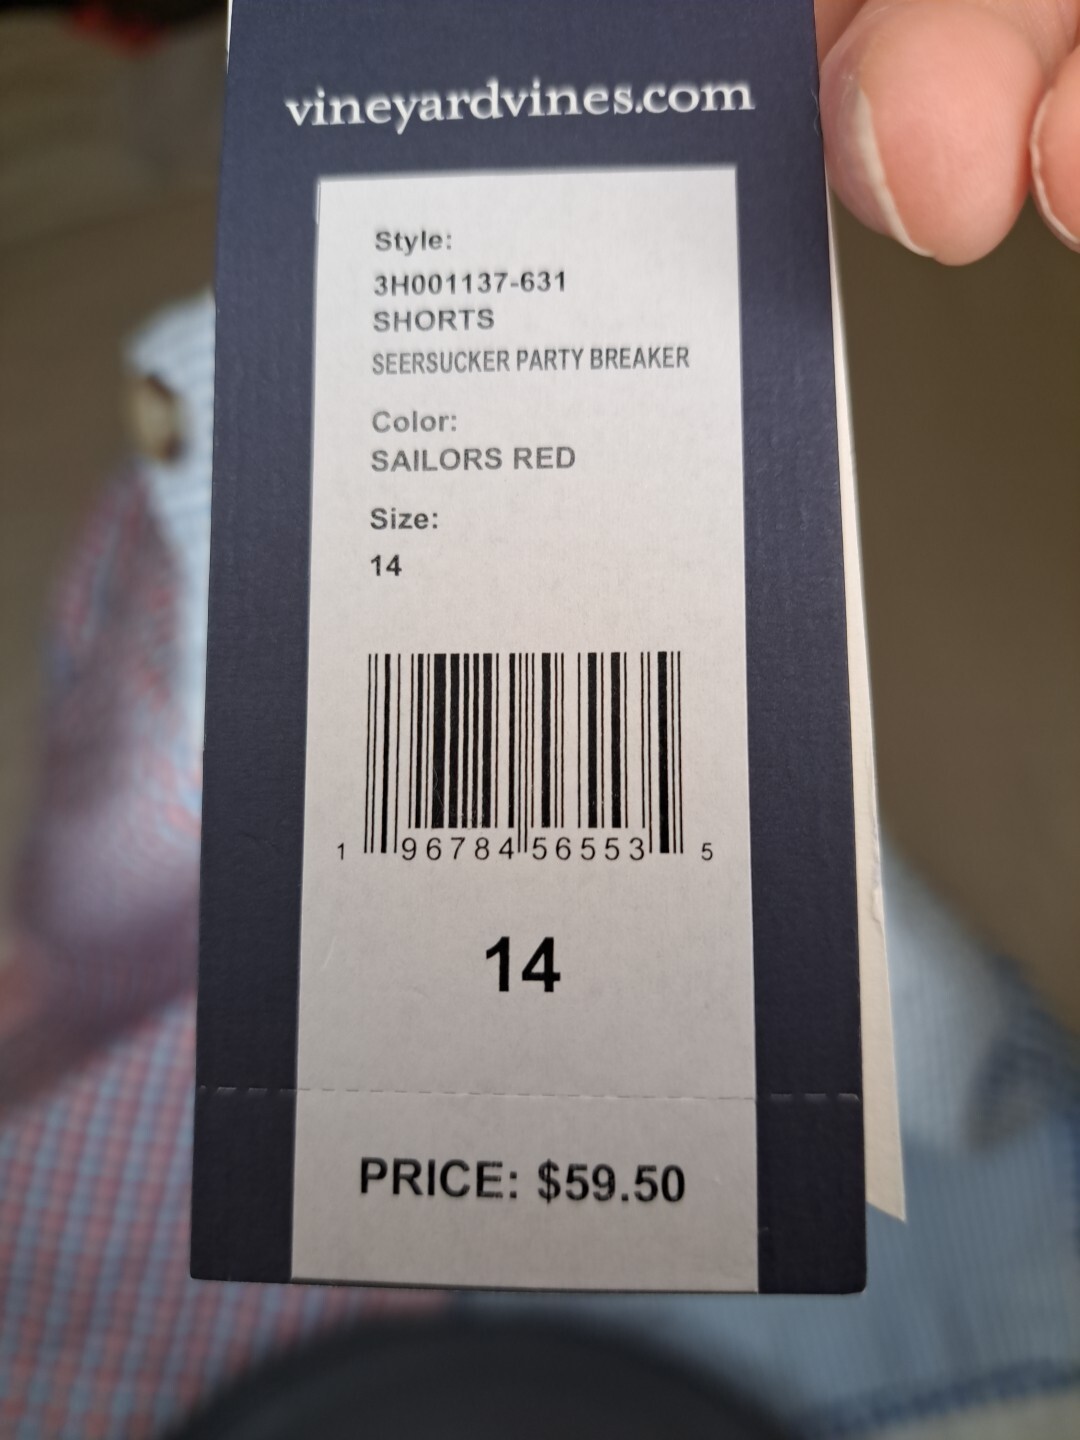 vineyardvines.com
Style:
3H001137-631
SHORTS
SEERSUCKER PARTY BREAKER
Color:
SAILORS RED
Size:
14
1 96784 56553 5
14
PRICE: $59.50